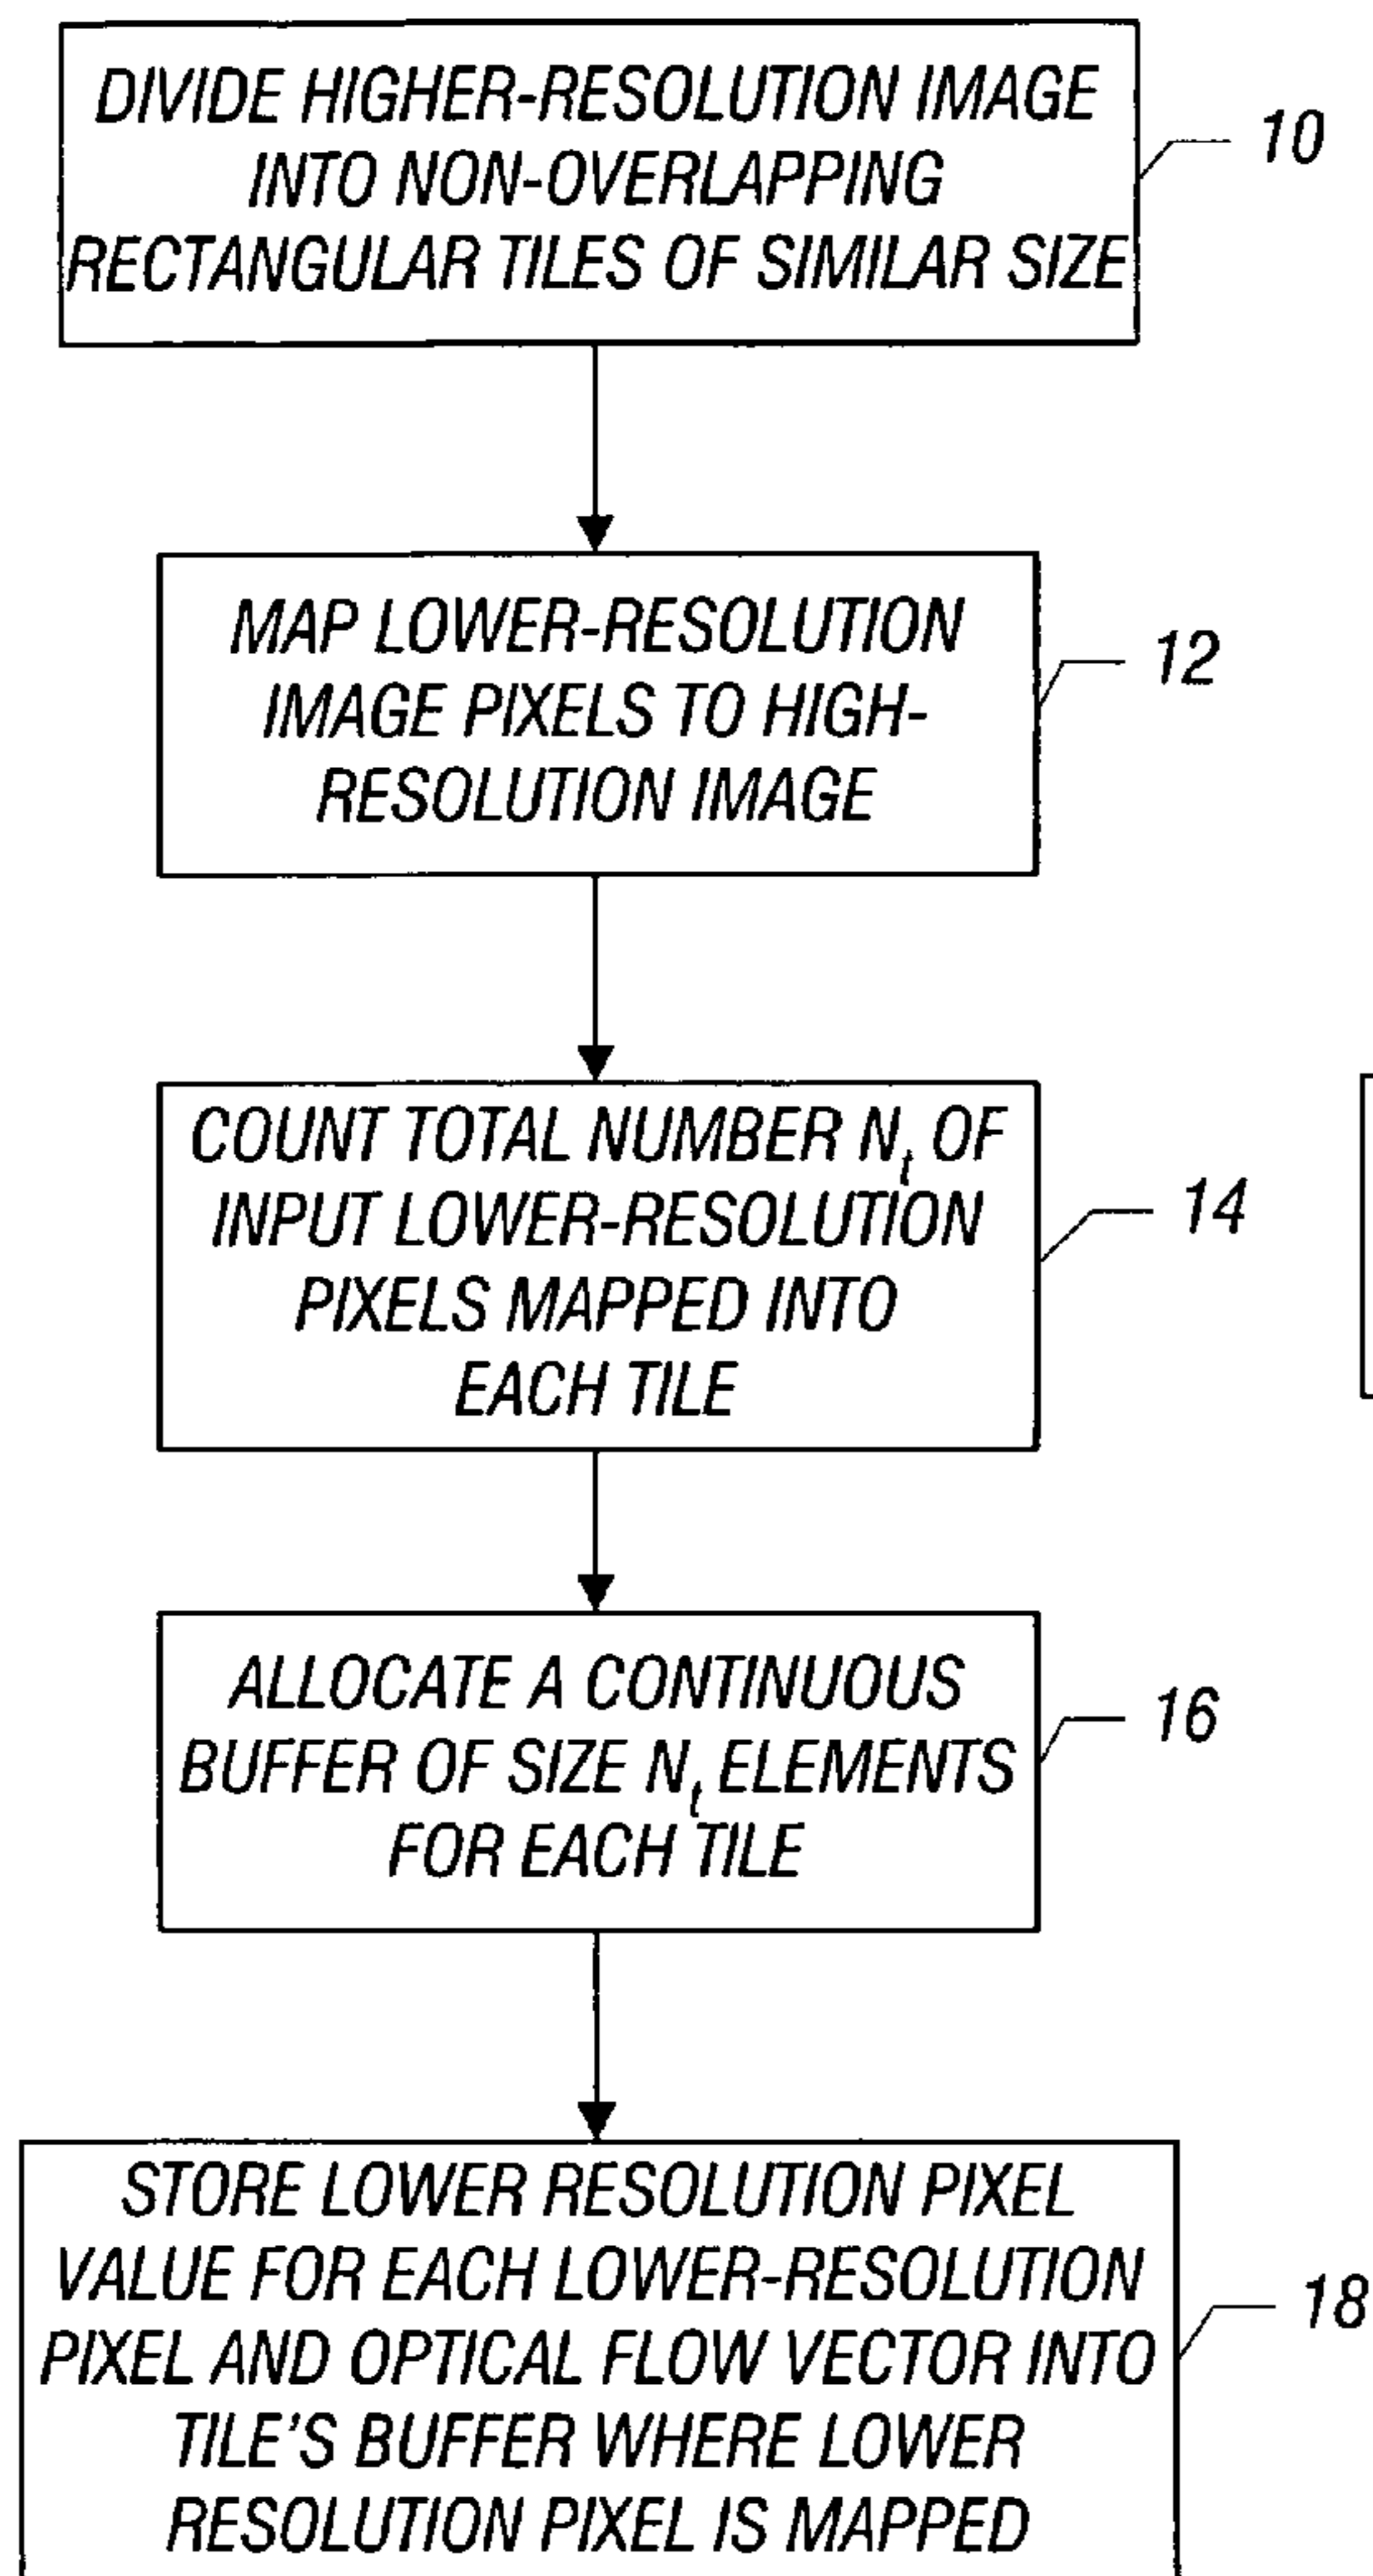 DIVIDE HIGHER-RESOLUTION IMAGE
INTO NON-OVERLAPPING
RECTANGULAR TILES OF SIMILAR SIZE
10
MAP LOWER-RESOLUTION
IMAGE PIXELS TO HIGH-
RESOLUTION IMAGE
12
COUNT TOTAL NUMBER Nt OF
INPUT LOWER-RESOLUTION
PIXELS MAPPED INTO
EACH TILE
14
ALLOCATE A CONTINUOUS
BUFFER OF SIZE Nt ELEMENTS
FOR EACH TILE
16
STORE LOWER RESOLUTION PIXEL
VALUE FOR EACH LOWER-RESOLUTION
PIXEL AND OPTICAL FLOW VECTOR INTO
TILE'S BUFFER WHERE LOWER
RESOLUTION PIXEL IS MAPPED
18